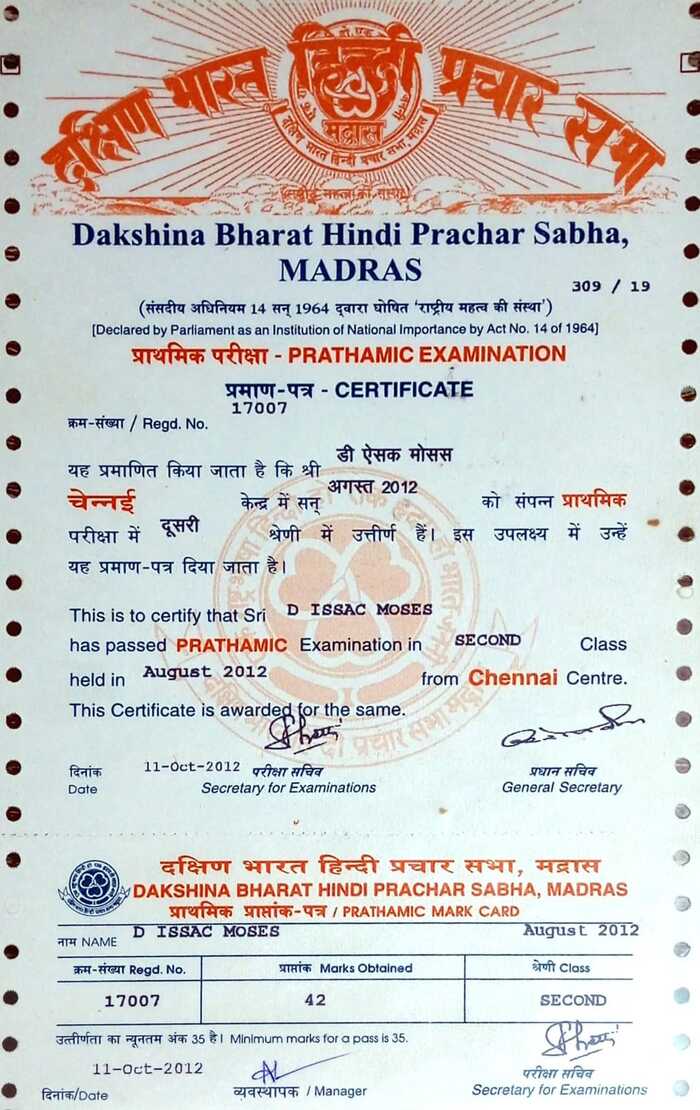 दक्षिण भारत हिन्दी प्रचार सभा
मद्रास
दक्षिण भारत हिन्दी प्रचार सभा, मद्रास
Dakshina Bharat Hindi Prachar Sabha,
MADRAS
309 / 19
(संसदीय अधिनियम 14 सन् 1964 द्वारा घोषित 'राष्ट्रीय महत्व की संस्था')
[Declared by Parliament as an Institution of National Importance by Act No. 14 of 1964]
प्राथमिक परीक्षा - PRATHAMIC EXAMINATION
प्रमाण-पत्र - CERTIFICATE
17007
क्रम-संख्या / Regd. No.
डी ऐसक मोसस
यह प्रमाणित किया जाता है कि श्री
अगस्त 2012
चेन्नई केन्द्र में सन् को संपन्न प्राथमिक
परीक्षा में दूसरी श्रेणी में उत्तीर्ण हैं। इस उपलक्ष्य में उन्हें
यह प्रमाण-पत्र दिया जाता है।
This is to certify that Sri D ISSAC MOSES
has passed PRATHAMIC Examination in SECOND Class
held in August 2012 from Chennai Centre.
This Certificate is awarded for the same.
दिनांक 11-Oct-2012 परीक्षा सचिव प्रधान सचिव
Date Secretary for Examinations General Secretary
दक्षिण भारत हिन्दी प्रचार सभा, मद्रास
DAKSHINA BHARAT HINDI PRACHAR SABHA, MADRAS
प्राथमिक प्राप्तांक-पत्र / PRATHAMIC MARK CARD
नाम NAME D ISSAC MOSES August 2012
क्रम-संख्या Regd. No. प्राप्तांक Marks Obtained श्रेणी Class
17007 42 SECOND
उत्तीर्णता का न्यूनतम अंक 35 है। Minimum marks for a pass is 35.
11-Oct-2012 परीक्षा सचिव
दिनांक/Date व्यवस्थापक / Manager Secretary for Examinations